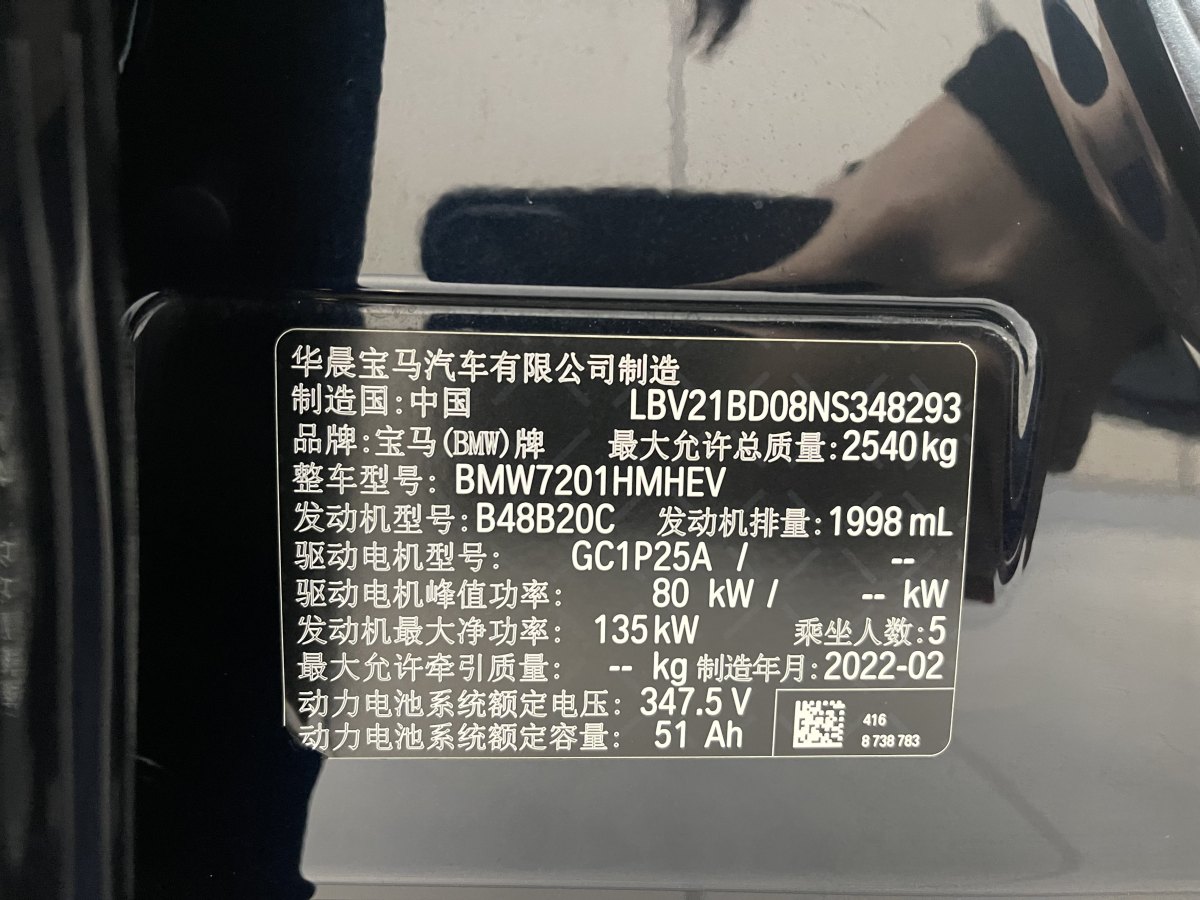 华晨宝马汽车有限公司制造
制造国:中国 LBV21BD08NS348293
品牌:宝马(BMW)牌 最大允许总质量:2540kg
整车型号: BMW7201HMHEV
发动机型号:B48B20C 发动机排量:1998 mL
驱动电机型号: GC1P25A / --
驱动电机峰值功率: 80 kW / -- kW
发动机最大净功率: 135kW 乘坐人数:5
最大允许牵引质量: -- kg 制造年月:2022-02
动力电池系统额定电压: 347.5 V
动力电池系统额定容量: 51 Ah
416
8 738 783